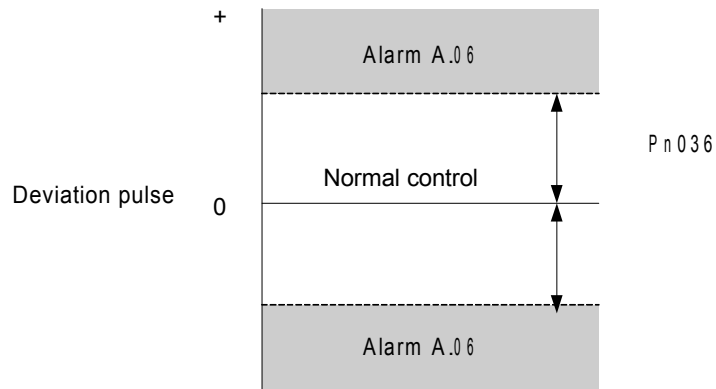 +
Alarm A.06
Pn036
Normal control
Deviation pulse
0
Alarm A.06